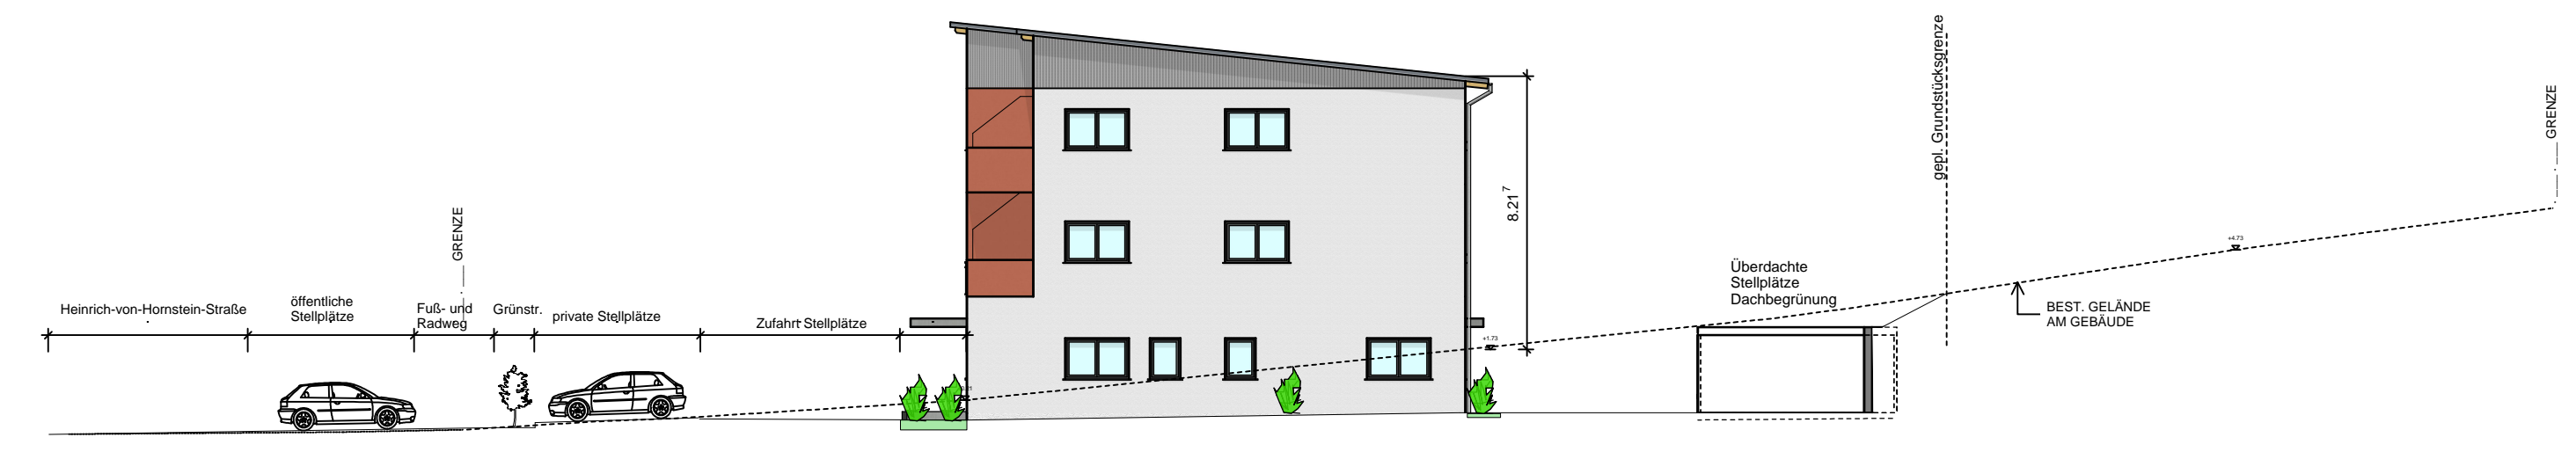 Heinrich-von-Hornstein-Straße
öffentliche
Stellplätze
GRENZE
Fuß- und
Radweg
Grünstr.
private Stellplätze
Zufahrt Stellplätze
8.21⁷
+1.73
Überdachte
Stellplätze
Dachbegrünung
gepl. Grundstücksgrenze
BEST. GELÄNDE
AM GEBÄUDE
+4.73
GRENZE